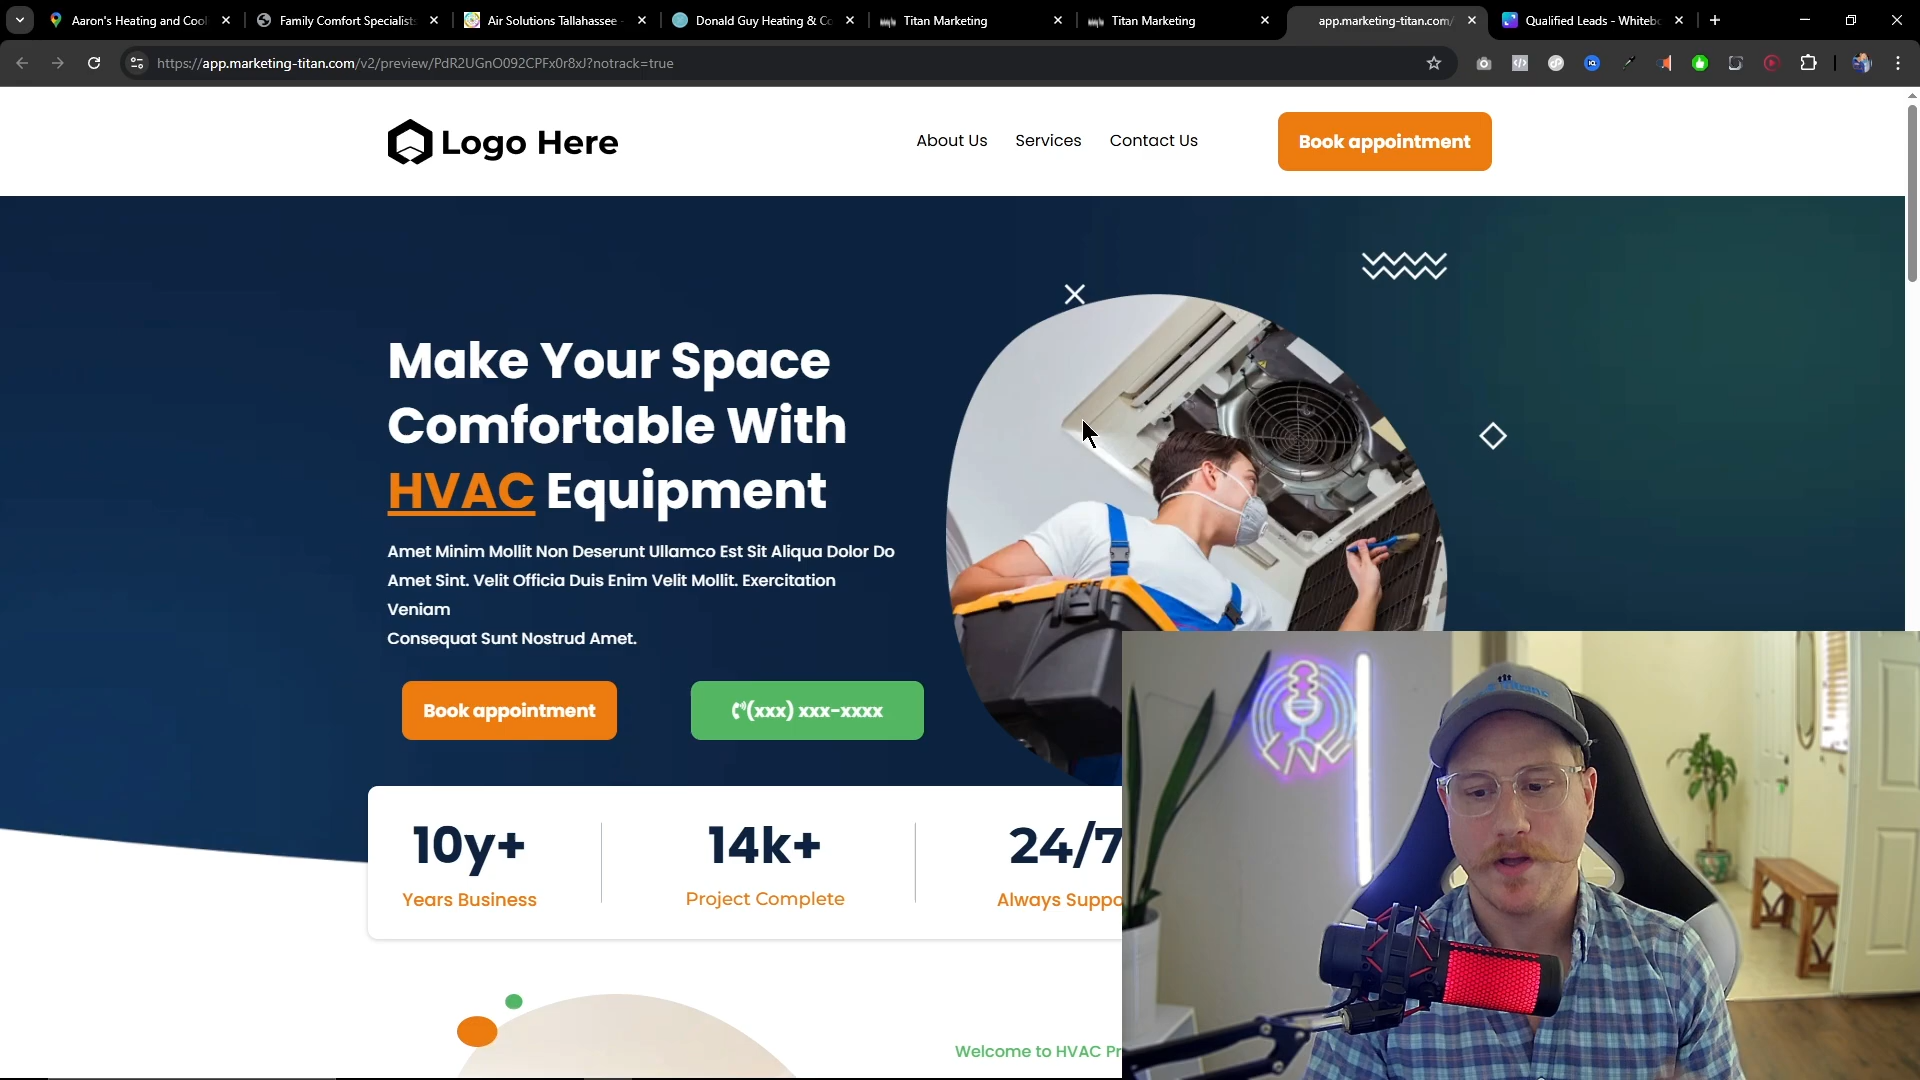 Aaron's Heating and Cool
Family Comfort Specialists
Air Solutions Tallahassee -
Donald Guy Heating & Co
Titan Marketing
Titan Marketing
app.marketing-titan.com/
Qualified Leads - Whitebo
https://app.marketing-titan.com/v2/preview/PdR2UGnO092CPFx0r8xJ?notrack=true
Logo Here
About Us
Services
Contact Us
Book appointment
Make Your Space
Comfortable With
HVAC Equipment
Amet Minim Mollit Non Deserunt Ullamco Est Sit Aliqua Dolor Do
Amet Sint. Velit Officia Duis Enim Velit Mollit. Exercitation
Veniam
Consequat Sunt Nostrud Amet.
Book appointment
(xxx) xxx-xxxx
10y+
Years Business
14k+
Project Complete
24/7
Always Suppo
Welcome to HVAC Pr
LIVE